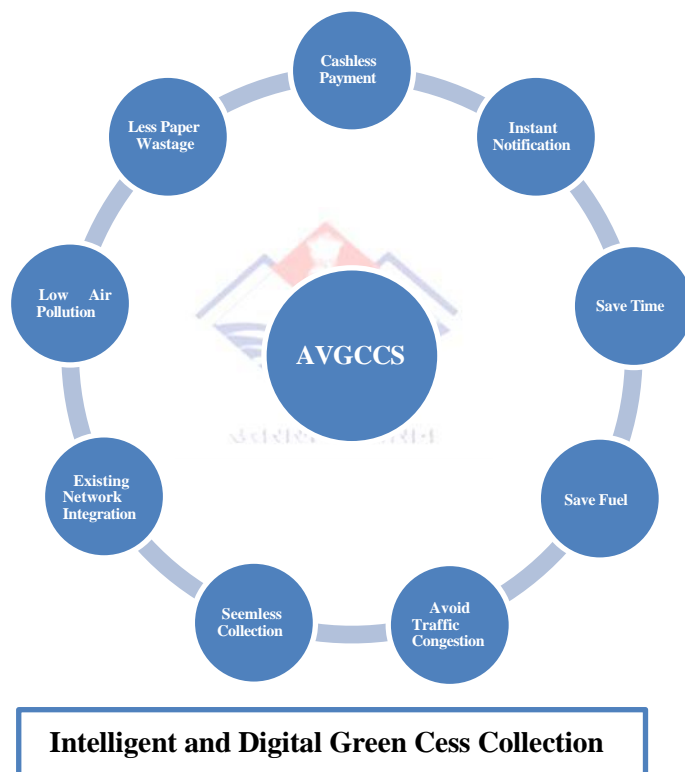 Cashless
Payment
Instant
Notification
Save Time
Save Fuel
Avoid
Traffic
Congestion
Seemless
Collection
Existing
Network
Integration
Low Air
Pollution
Less Paper
Wastage
AVGCCS
Intelligent and Digital Green Cess Collection